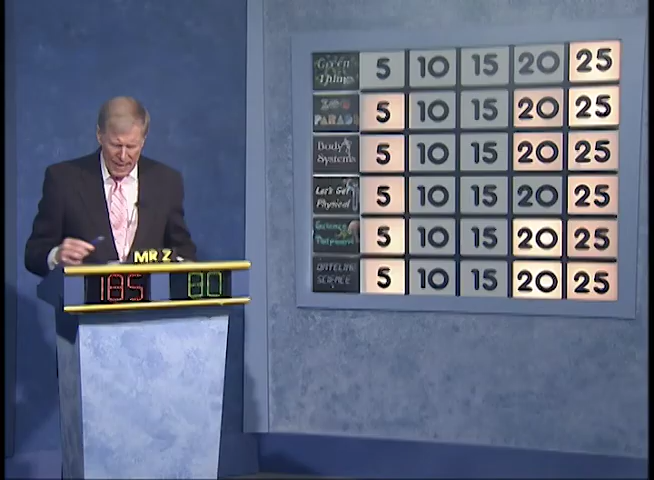 Green Things 5 10 15 20 25
Zoo Parade 5 10 15 20 25
Body Systems 5 10 15 20 25
Let's Get Physical 5 10 15 20 25
5 10 15 20 25
DATELINE SCIENCE 5 10 15 20 25
MR Z
185 80